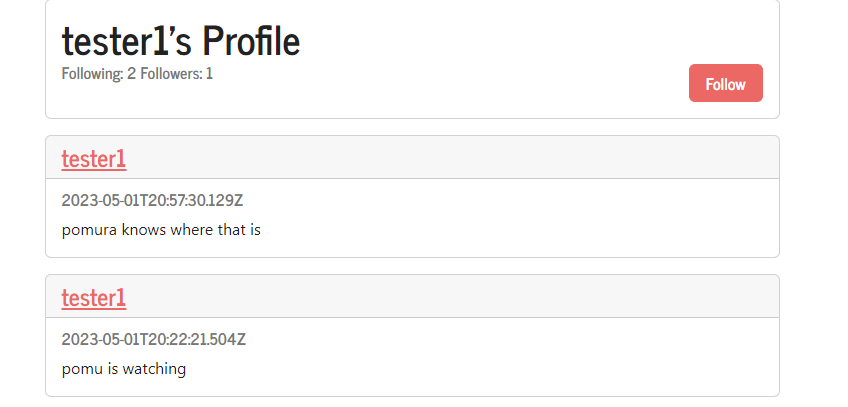 tester1's Profile
Following: 2 Followers: 1
Follow
tester1
2023-05-01T20:57:30.129Z
pomura knows where that is
tester1
2023-05-01T20:22:21.504Z
pomu is watching